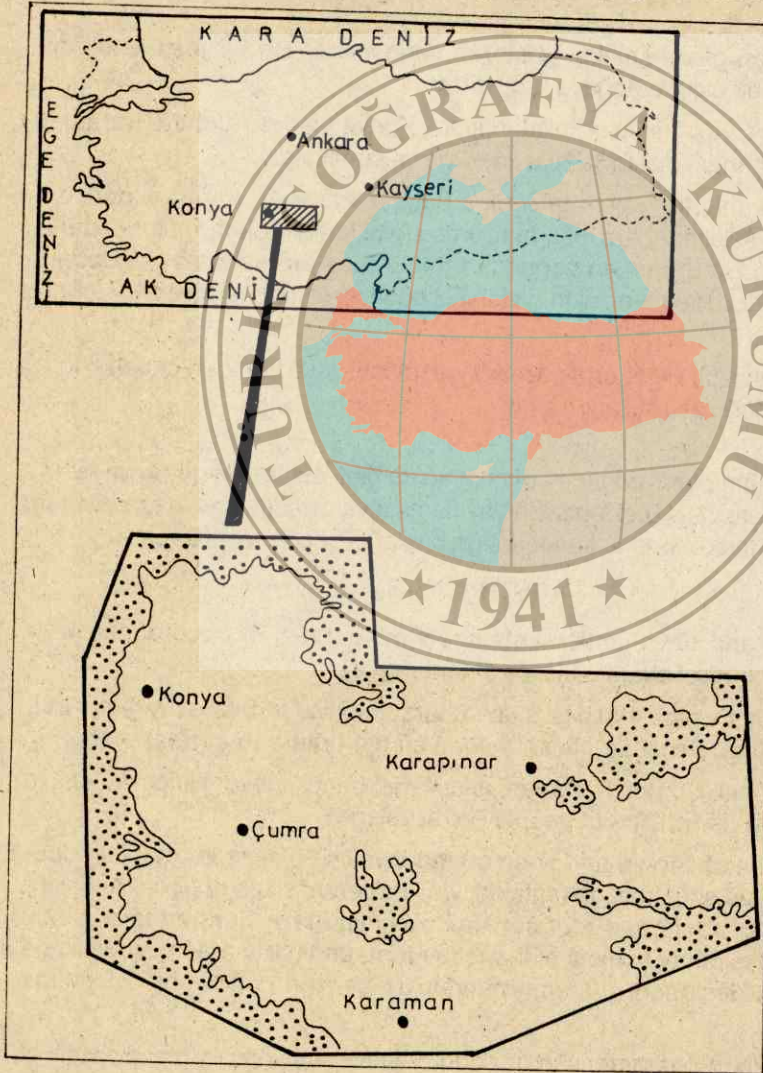 KARA DENİZ
EGE DENİZİ
Ankara
Kayseri
Konya
AK DENİZ
TÜRK COĞRAFYA KURUMU
1941
Konya
Karapınar
Çumra
Karaman